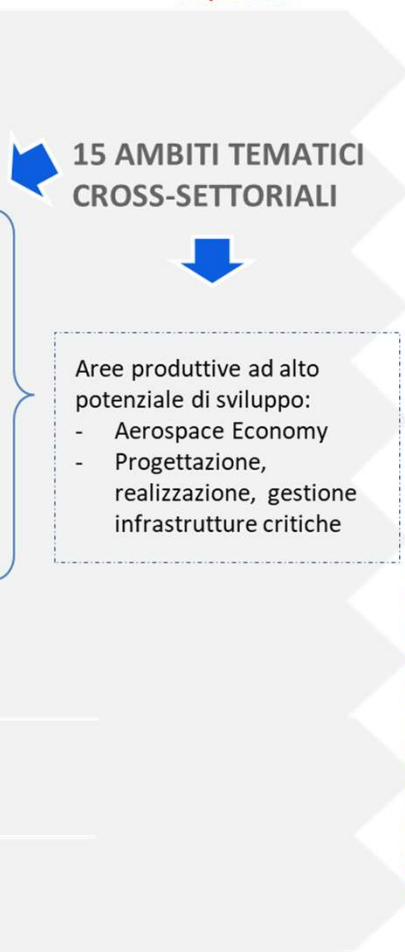 15 AMBITI TEMATICI
CROSS-SETTORIALI
Aree produttive ad alto
potenziale di sviluppo:
- Aerospace Economy
- Progettazione,
realizzazione, gestione
infrastrutture critiche